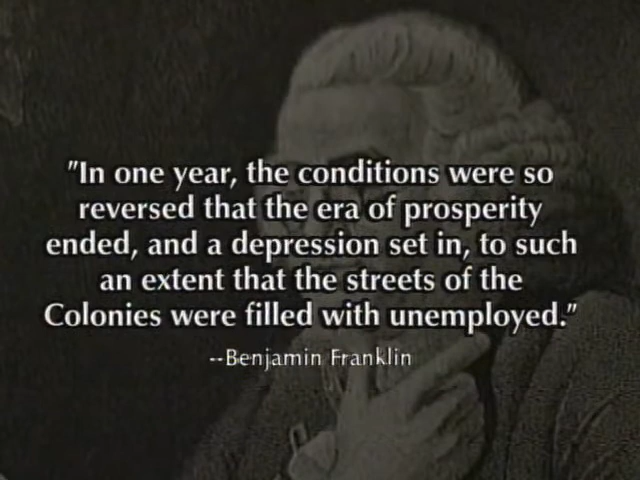 "In one year, the conditions were so
reversed that the era of prosperity
ended, and a depression set in, to such
an extent that the streets of the
Colonies were filled with unemployed."
--Benjamin Franklin